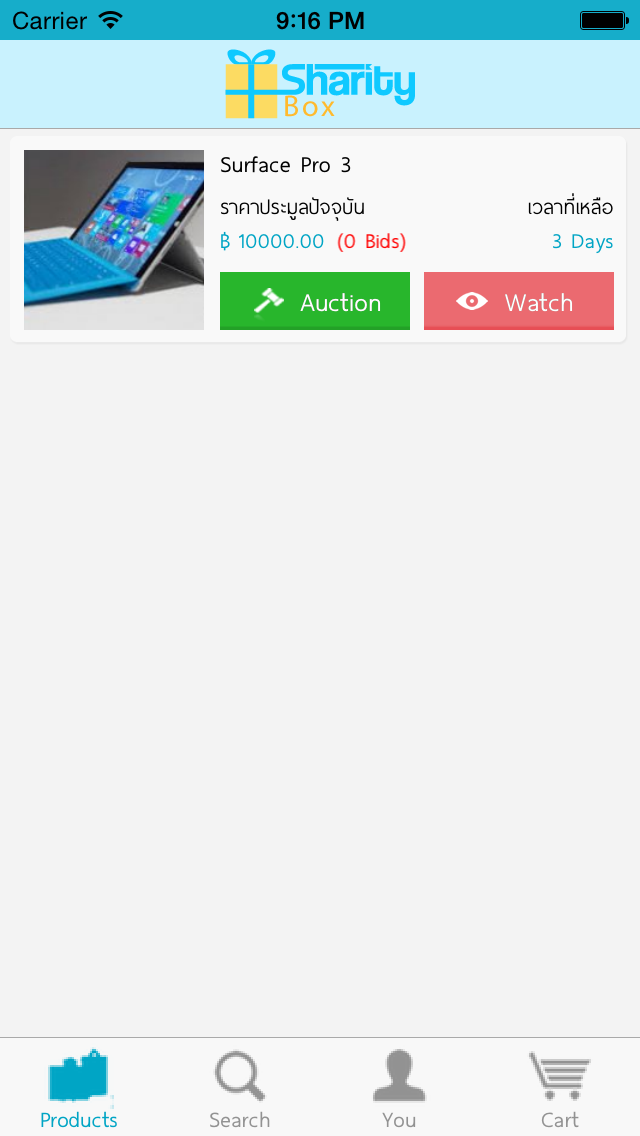 Carrier 9:16 PM
Sharity
Box
Surface Pro 3
ราคาประมูลปัจจุบัน เวลาที่เหลือ
฿ 10000.00 (0 Bids) 3 Days
Auction Watch
Products Search You Cart